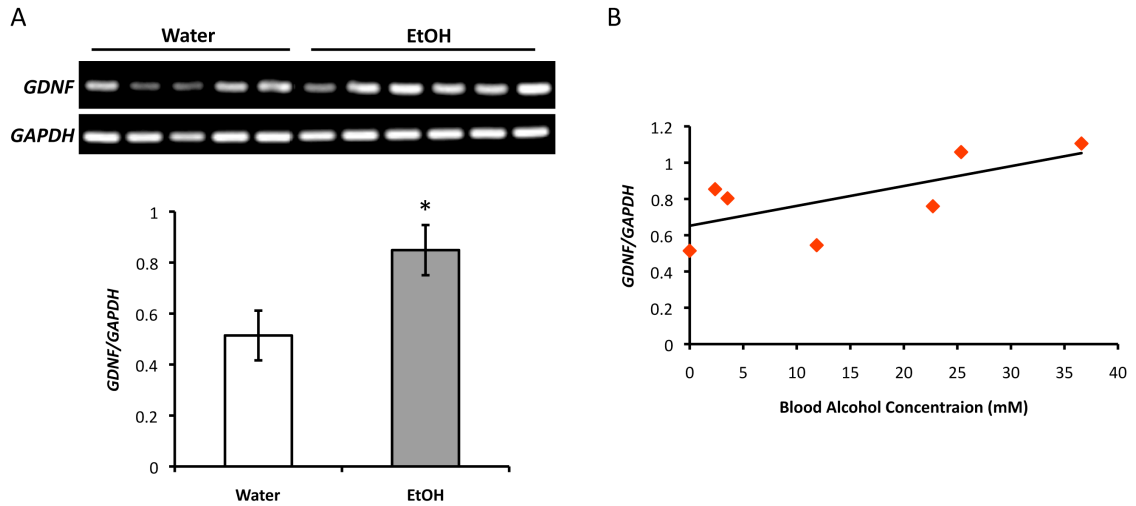 A
Water
EtOH
GDNF
GAPDH
GDNF/GAPDH
1
0.8
0.6
0.4
0.2
0
*
Water
EtOH
B
GDNF/GAPDH
1.2
1
0.8
0.6
0.4
0.2
0
0 5 10 15 20 25 30 35 40
Blood Alcohol Concentraion (mM)